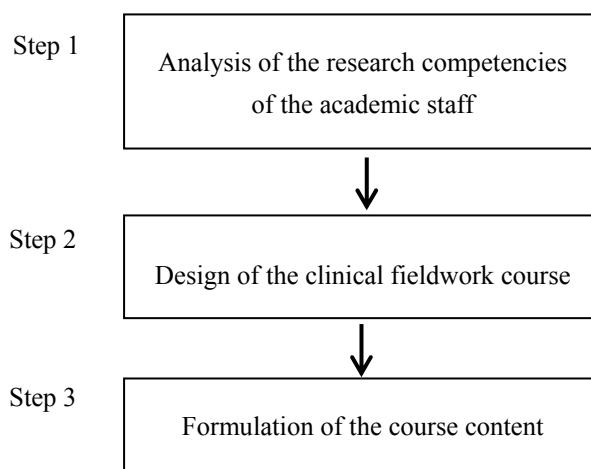 Step 1
Analysis of the research competencies
of the academic staff
Step 2
Design of the clinical fieldwork course
Step 3
Formulation of the course content